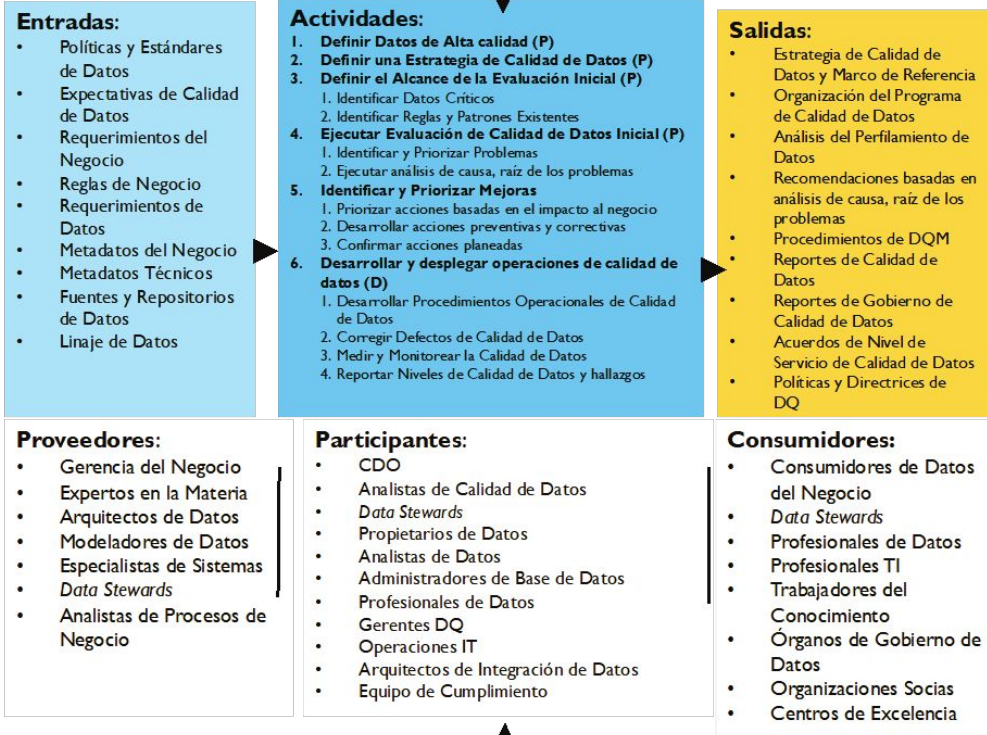 Entradas:
• Políticas y Estándares
de Datos
• Expectativas de Calidad
de Datos
• Requerimientos del
Negocio
• Reglas de Negocio
• Requerimientos de
Datos
• Metadatos del Negocio
• Metadatos Técnicos
• Fuentes y Repositorios
de Datos
• Linaje de Datos
Actividades:
1. Definir Datos de Alta calidad (P)
2. Definir una Estrategia de Calidad de Datos (P)
3. Definir el Alcance de la Evaluación Inicial (P)
1. Identificar Datos Críticos
2. Identificar Reglas y Patrones Existentes
4. Ejecutar Evaluación de Calidad de Datos Inicial (P)
1. Identificar y Priorizar Problemas
2. Ejecutar análisis de causa, raíz de los problemas
5. Identificar y Priorizar Mejoras
1. Priorizar acciones basadas en el impacto al negocio
2. Desarrollar acciones preventivas y correctivas
3. Confirmar acciones planeadas
6. Desarrollar y desplegar operaciones de calidad de
datos (D)
1. Desarrollar Procedimientos Operacionales de Calidad
de Datos
2. Corregir Defectos de Calidad de Datos
3. Medir y Monitorear la Calidad de Datos
4. Reportar Niveles de Calidad de Datos y hallazgos
Salidas:
• Estrategia de Calidad de
Datos y Marco de Referencia
• Organización del Programa
de Calidad de Datos
• Análisis del Perfilamiento de
Datos
• Recomendaciones basadas en
análisis de causa, raíz de los
problemas
• Procedimientos de DQM
• Reportes de Calidad de
Datos
• Reportes de Gobierno de
Calidad de Datos
• Acuerdos de Nivel de
Servicio de Calidad de Datos
• Políticas y Directrices de
DQ
Proveedores:
• Gerencia del Negocio
• Expertos en la Materia
• Arquitectos de Datos
• Modeladores de Datos
• Especialistas de Sistemas
• Data Stewards
• Analistas de Procesos de
Negocio
Participantes:
• CDO
• Analistas de Calidad de Datos
• Data Stewards
• Propietarios de Datos
• Analistas de Datos
• Administradores de Base de Datos
• Profesionales de Datos
• Gerentes DQ
• Operaciones IT
• Arquitectos de Integración de Datos
• Equipo de Cumplimiento
Consumidores:
• Consumidores de Datos
del Negocio
• Data Stewards
• Profesionales de Datos
• Profesionales TI
• Trabajadores del
Conocimiento
• Órganos de Gobierno de
Datos
• Organizaciones Socias
• Centros de Excelencia